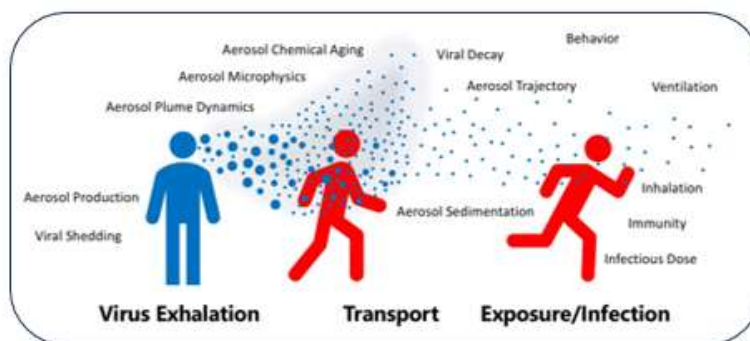 Behavior
Aerosol Chemical Aging
Viral Decay
Aerosol Microphysics
Aerosol Trajectory
Ventilation
Aerosol Plume Dynamics
Aerosol Production
Inhalation
Aerosol Sedimentation
Viral Shedding
Immunity
Infectious Dose
Virus Exhalation
Transport
Exposure/Infection